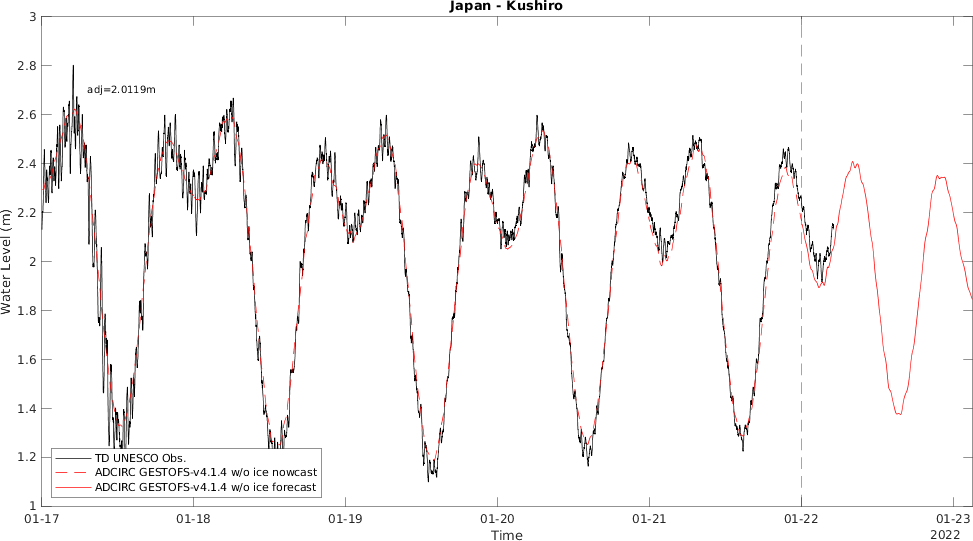 Japan - Kushiro
adj=2.0119m
Water Level (m)
3
2.8
2.6
2.4
2.2
2
1.8
1.6
1.4
1.2
1
TD UNESCO Obs.
ADCIRC GESTOFS-v4.1.4 w/o ice nowcast
ADCIRC GESTOFS-v4.1.4 w/o ice forecast
01-17 01-18 01-19 01-20 01-21 01-22 01-23
2022
Time